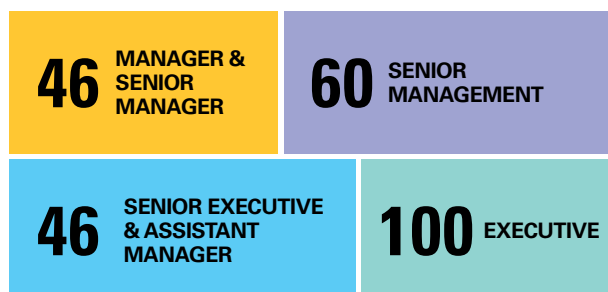 46 MANAGER &
SENIOR
MANAGER
60 SENIOR
MANAGEMENT
46 SENIOR EXECUTIVE
& ASSISTANT
MANAGER
100 EXECUTIVE